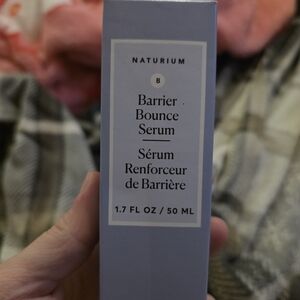 NATURIUM
B
Barrier
Bounce
Serum
Sérum
Renforceur
de Barrière
1.7 FL OZ / 50 ML